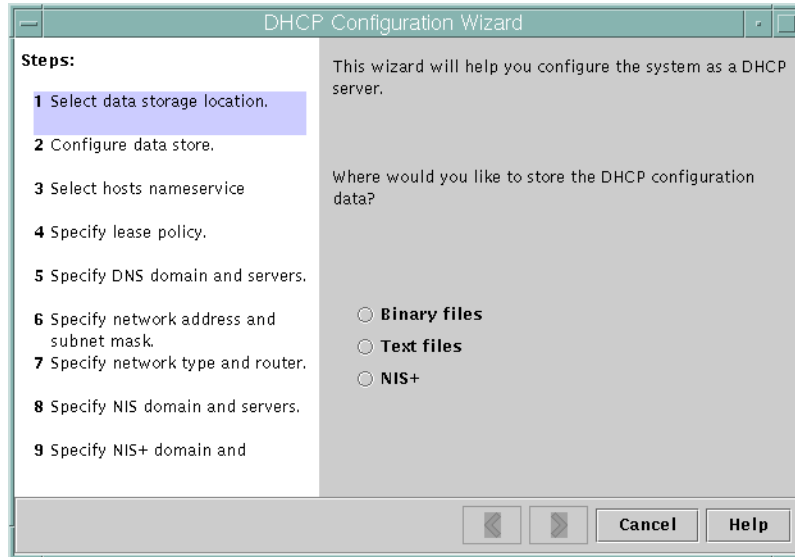 DHCP Configuration Wizard
Steps:
1 Select data storage location.
2 Configure data store.
3 Select hosts nameservice
4 Specify lease policy.
5 Specify DNS domain and servers.
6 Specify network address and
subnet mask.
7 Specify network type and router.
8 Specify NIS domain and servers.
9 Specify NIS+ domain and
This wizard will help you configure the system as a DHCP
server.
Where would you like to store the DHCP configuration
data?
Binary files
Text files
NIS+
Cancel
Help